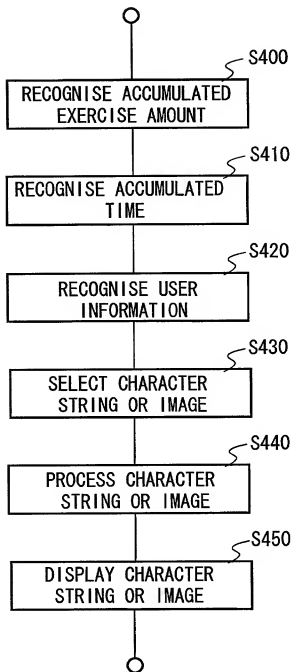 S400
RECOGNISE ACCUMULATED
EXERCISE AMOUNT
S410
RECOGNISE ACCUMULATED
TIME
S420
RECOGNISE USER
INFORMATION
S430
SELECT CHARACTER
STRING OR IMAGE
S440
PROCESS CHARACTER
STRING OR IMAGE
S450
DISPLAY CHARACTER
STRING OR IMAGE